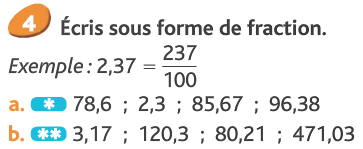 4 Écris sous forme de fraction.
Exemple : 2,37 = 237/100
a. * 78,6 ; 2,3 ; 85,67 ; 96,38
b. ** 3,17 ; 120,3 ; 80,21 ; 471,03